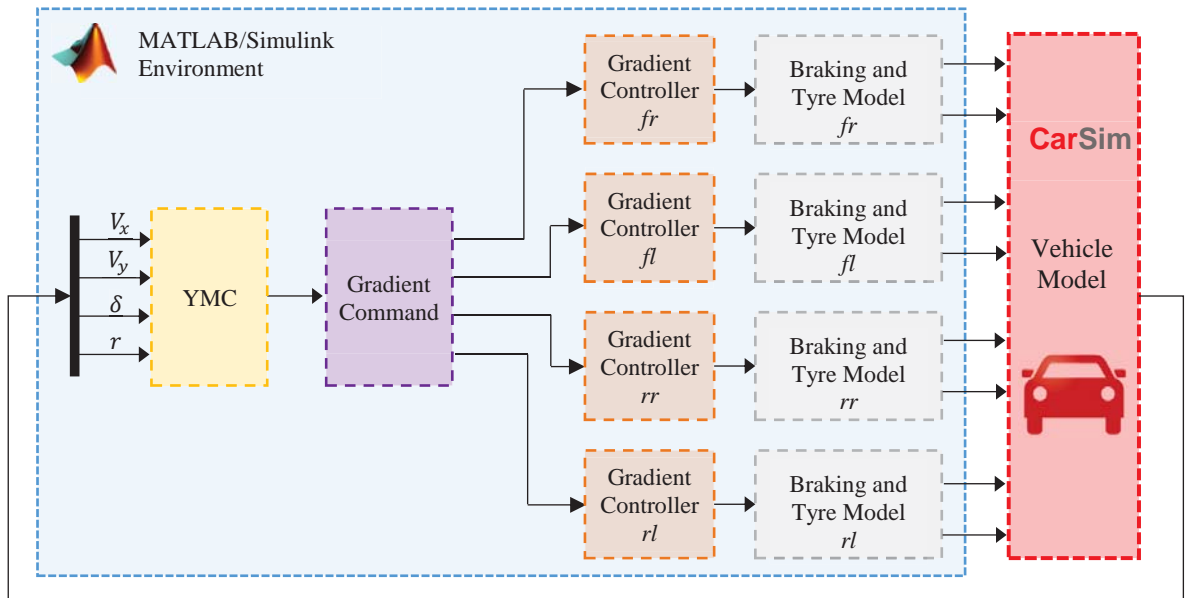 MATLAB/Simulink
Environment
V_x
V_y
δ
r
YMC
Gradient
Command
Gradient
Controller
fr
Braking and
Tyre Model
fr
Gradient
Controller
fl
Braking and
Tyre Model
fl
Gradient
Controller
rr
Braking and
Tyre Model
rr
Gradient
Controller
rl
Braking and
Tyre Model
rl
CarSim
Vehicle
Model